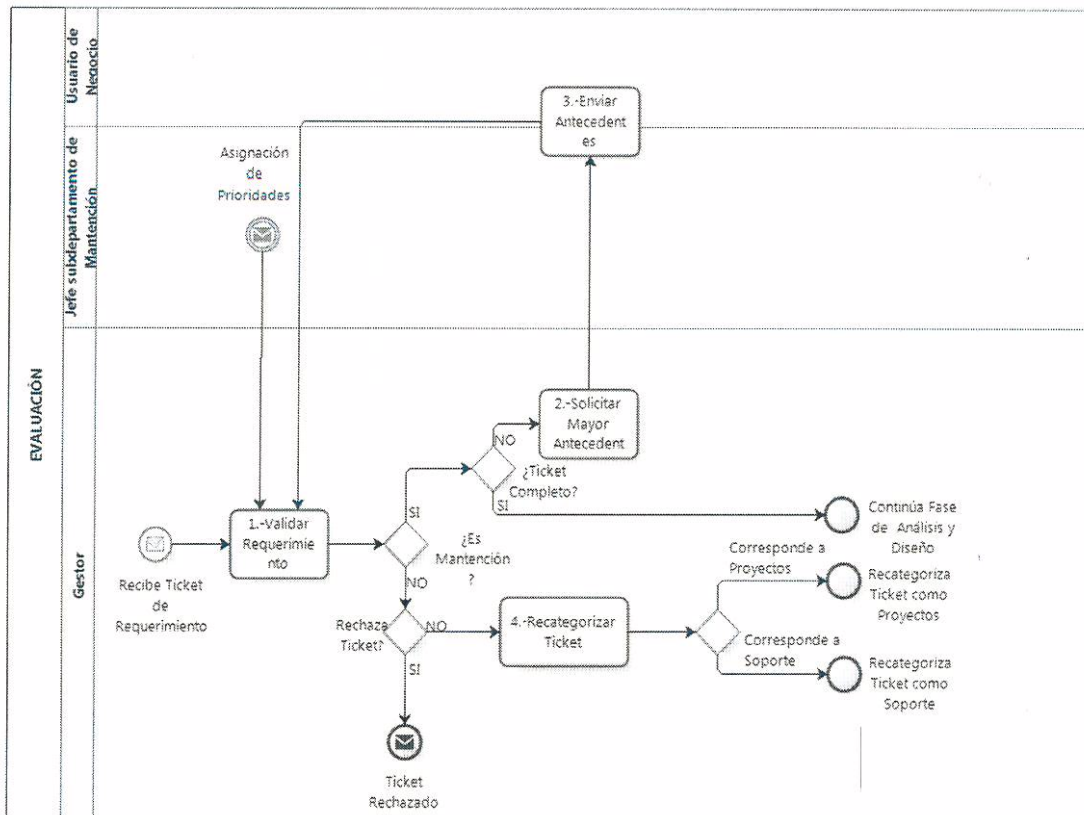 EVALUACIÓN
Usuario de
Negocio
Jefe subdepartamento de
Mantención
Gestor
3.-Enviar
Antecedent
es
Asignación
de
Prioridades
2.-Solicitar
Mayor
Antecedent
NO
¿Ticket
Completo?
SI
SI
1.-Validar
Requerimie
nto
¿Es
Mantención
?
NO
Recibe Ticket
de
Requerimiento
Continúa Fase
de Análisis y
Diseño
Rechaza
Ticket?
NO
SI
4.-Recategorizar
Ticket
Corresponde a
Proyectos
Recategoriza
Ticket como
Proyectos
Corresponde a
Soporte
Recategoriza
Ticket como
Soporte
Ticket
Rechazado